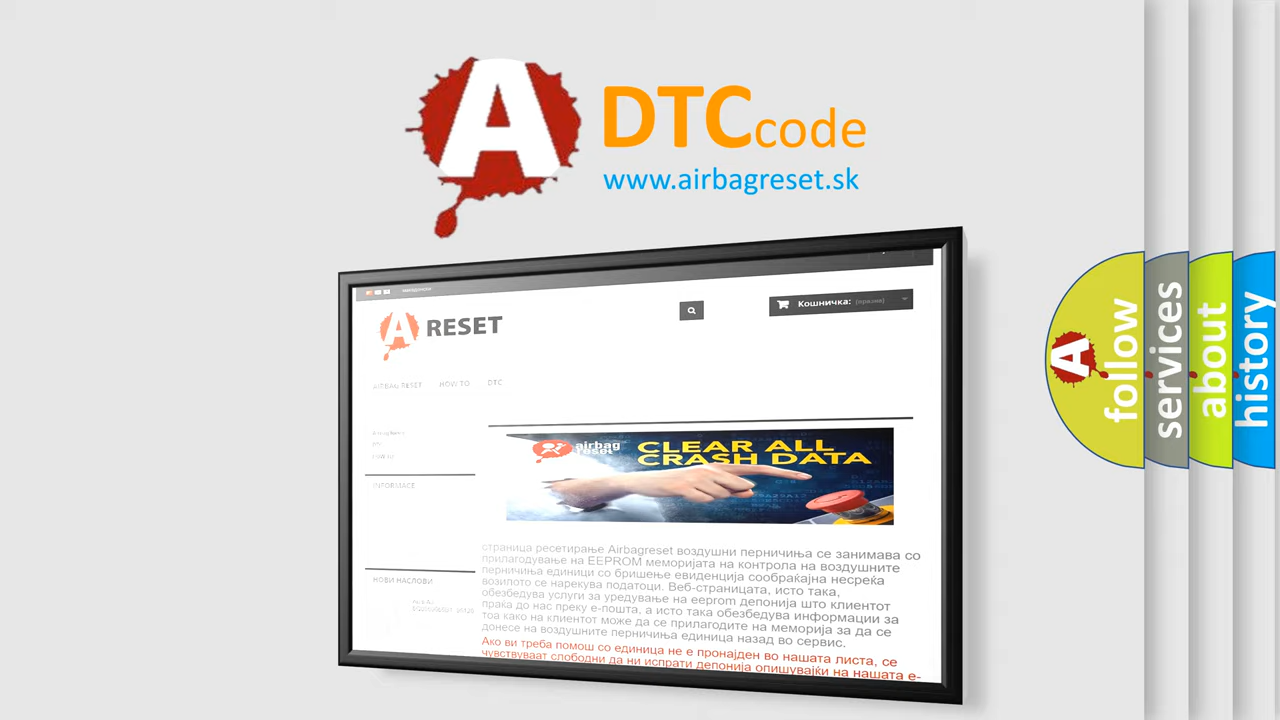 A
DTCcode
www.airbagreset.sk
A RESET
Кошничка: (празна)
AIRBAG RESET HOW TO DTC
INFORMACE
НОВИ НАСЛОВИ
airbag
reset
CLEAR ALL
CRASH DATA
страница ресетирање Airbagreset воздушни перничиња се занимава со
прилагодување на EEPROM меморијата на контрола на воздушните
перничиња единици со бришење евиденција сообраќајна несреќа
возилото се нарекува податоци. Веб-страницата, исто така,
обезбедува услуги за уредување на eeprom депонија што клиентот
праќа до нас преку е-пошта, а исто така обезбедува информации за
тоа како на клиентот може да се прилагодите на меморија за да се
донесе на воздушните перничиња единица назад во сервис.
Ако ви треба помош со единица не е пронајден во нашата листа, се
чувствуваат слободни да ни испрати депонија опишувајќи на нашата е-
A
follow
services
about
history